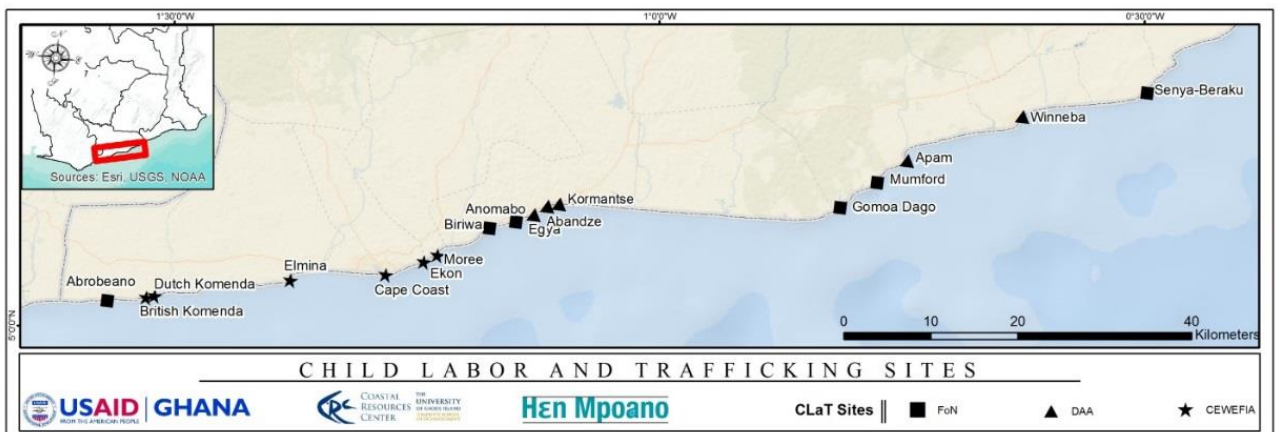 1°30'0"W
1°0'0"W
0°30'0"W
N
Sources: Esri, USGS, NOAA
Senya-Beraku
Winneba
Apam
Mumford
Gomoa Dago
Kormantse
Abandze
Anomabo
Egya
Biriwa
Moree
Ekon
Elmina
Cape Coast
Abrobeano
Dutch Komenda
British Komenda
5°0'0"N
0 10 20 40
Kilometers
CHILD LABOR AND TRAFFICKING SITES
USAID | GHANA
FROM THE AMERICAN PEOPLE
COASTAL
RESOURCES
CENTER
THE
UNIVERSITY
OF RHODE ISLAND
Hɛn Mpoano
CLaT Sites
FoN
DAA
CEWEFIA